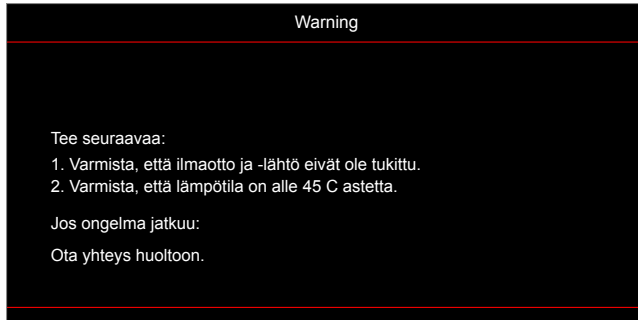 Warning
Tee seuraavaa:
1. Varmista, että ilmaotto ja -lähtö eivät ole tukittu.
2. Varmista, että lämpötila on alle 45 C astetta.
Jos ongelma jatkuu:
Ota yhteys huoltoon.